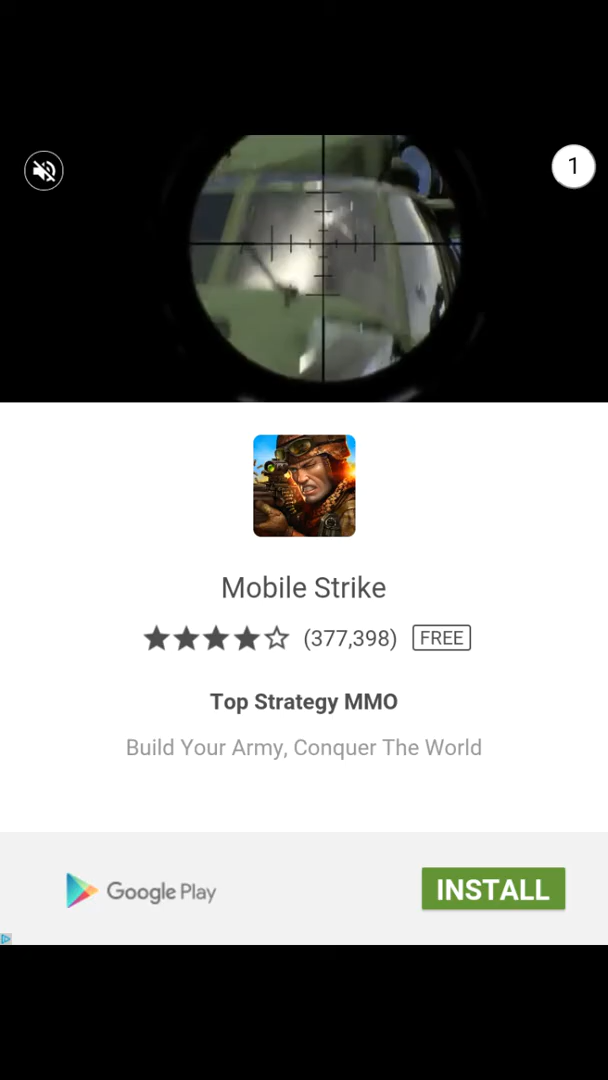 1
Mobile Strike
(377,398) FREE
Top Strategy MMO
Build Your Army, Conquer The World
Google Play
INSTALL